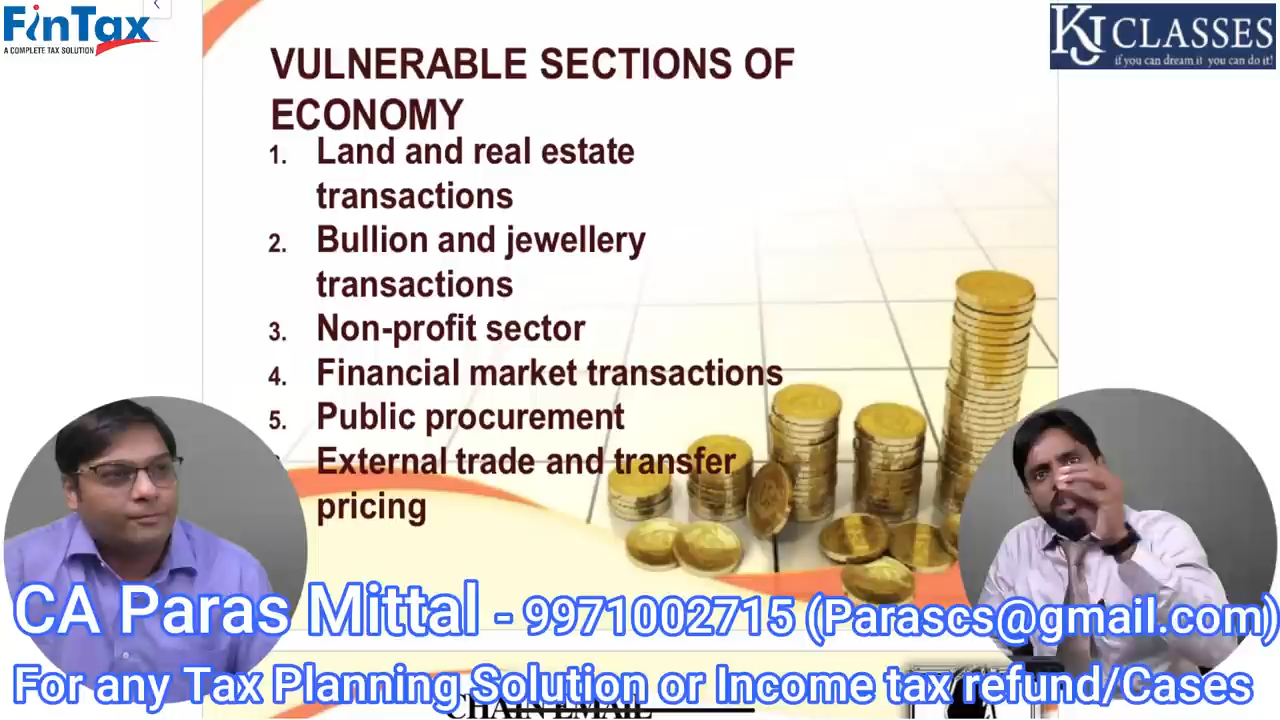 FinTax
A COMPLETE TAX SOLUTION
KJ CLASSES
if you can dream it you can do it!
VULNERABLE SECTIONS OF
ECONOMY
1. Land and real estate
transactions
2. Bullion and jewellery
transactions
3. Non-profit sector
4. Financial market transactions
5. Public procurement
External trade and transfer
pricing
CA Paras Mittal - 9971002715 (Parascs@gmail.com)
For any Tax Planning Solution or Income tax refund/Cases
CHAIN EMAIL